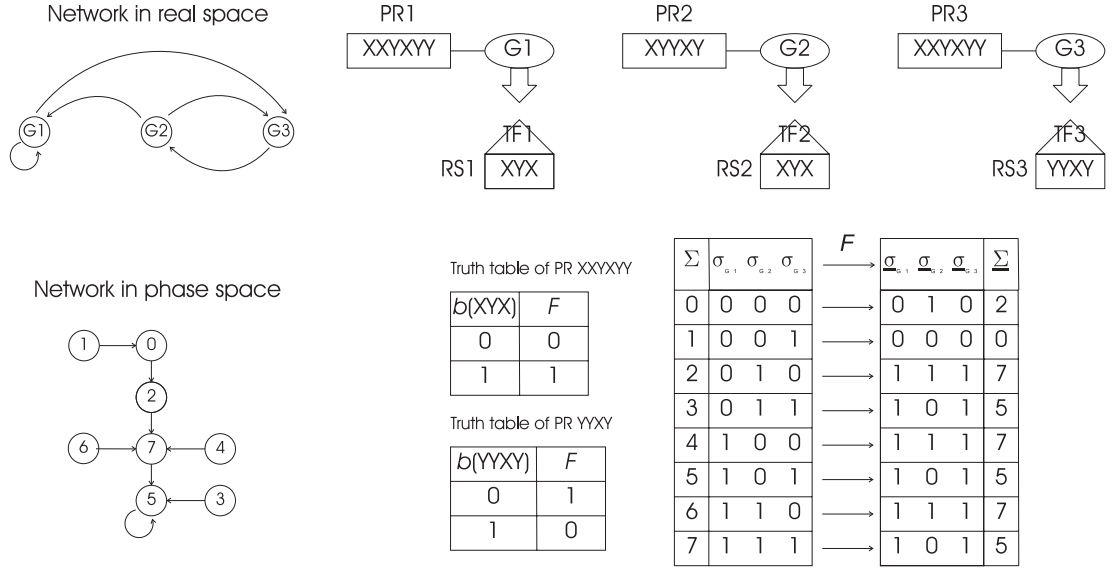 Network in real space
G1 G2 G3
PR1 PR2 PR3
XXYXYY G1 XYYXY G2 XXYXYY G3
TF1 TF2 TF3
RS1 XYX RS2 XYX RS3 YYXY
Network in phase space
1 0
2
6 7 4
5 3
Truth table of PR XXYXYY
b(XYX) F
0 0
1 1
Truth table of PR YYXY
b(YYXY) F
0 1
1 0
F
Σ σG1 σG2 σG3 σG1 σG2 σG3 Σ
0 0 0 0 0 1 0 2
1 0 0 1 0 0 0 0
2 0 1 0 1 1 1 7
3 0 1 1 1 0 1 5
4 1 0 0 1 1 1 7
5 1 0 1 1 0 1 5
6 1 1 0 1 1 1 7
7 1 1 1 1 0 1 5